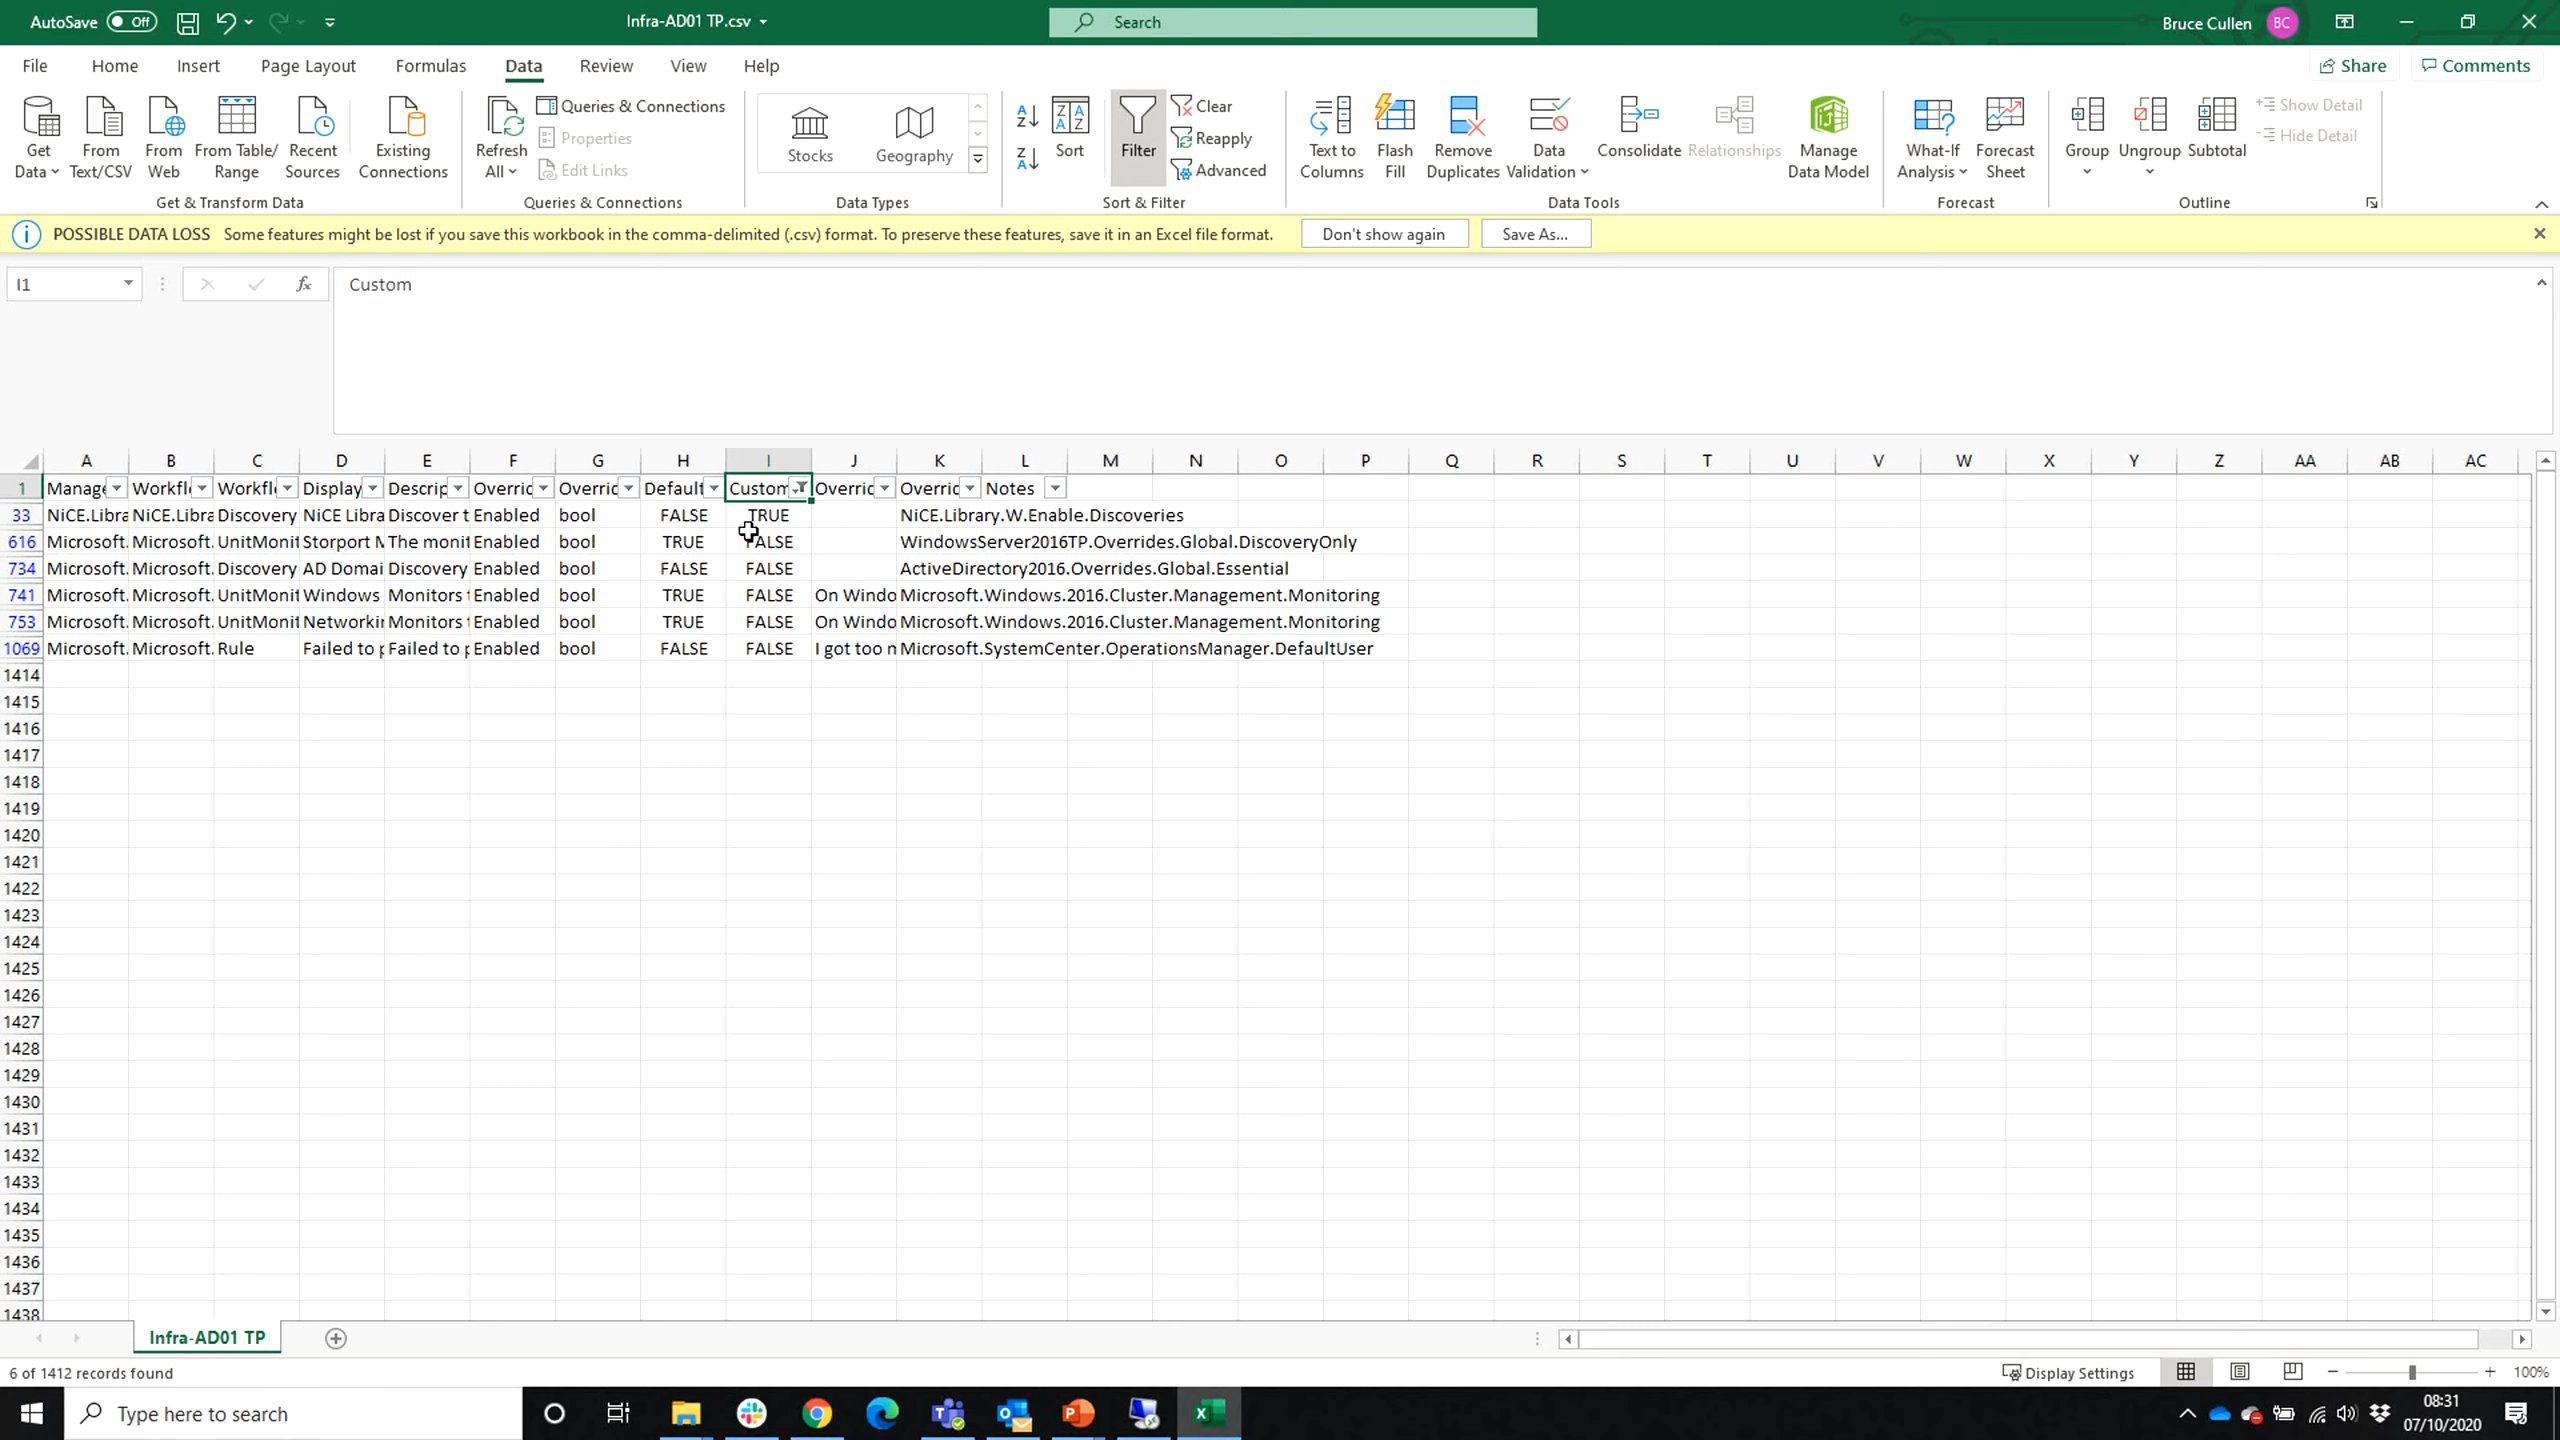 AutoSave Off Infra-AD01 TP.csv Search Bruce Cullen BC
File Home Insert Page Layout Formulas Data Review View Help Share Comments
Get Data From Text/CSV From Web From Table/ Range Recent Sources Existing Connections
Get & Transform Data
Refresh All Queries & Connections Properties Edit Links
Queries & Connections
Stocks Geography
Data Types
Sort Filter Clear Reapply Advanced
Sort & Filter
Text to Columns Flash Fill Remove Duplicates Data Validation Consolidate Relationships Manage Data Model
Data Tools
What-If Analysis Forecast Sheet
Forecast
Group Ungroup Subtotal Show Detail Hide Detail
Outline
POSSIBLE DATA LOSS Some features might be lost if you save this workbook in the comma-delimited (.csv) format. To preserve these features, save it in an Excel file format. Don't show again Save As...
I1 fx Custom
A B C D E F G H I J K L M N O P Q R S T U V W X Y Z AA AB AC
1 Manage Workfl Workfl Display Descrip Overric Overric Default Custom Overric Overric Notes
33 NiCE.Libra NiCE.Libra Discovery NiCE Libra Discover t Enabled bool FALSE TRUE NiCE.Library.W.Enable.Discoveries
616 Microsoft. Microsoft. UnitMonit Storport M The monit Enabled bool TRUE FALSE WindowsServer2016TP.Overrides.Global.DiscoveryOnly
734 Microsoft. Microsoft. Discovery AD Domai Discovery Enabled bool FALSE FALSE ActiveDirectory2016.Overrides.Global.Essential
741 Microsoft. Microsoft. UnitMonit Windows Monitors t Enabled bool TRUE FALSE On Windo Microsoft.Windows.2016.Cluster.Management.Monitoring
753 Microsoft. Microsoft. UnitMonit Networkin Monitors t Enabled bool TRUE FALSE On Windo Microsoft.Windows.2016.Cluster.Management.Monitoring
1069 Microsoft. Microsoft. Rule Failed to p Failed to p Enabled bool FALSE FALSE I got too n Microsoft.SystemCenter.OperationsManager.DefaultUser
1414
1415
1416
1417
1418
1419
1420
1421
1422
1423
1424
1425
1426
1427
1428
1429
1430
1431
1432
1433
1434
1435
1436
1437
1438
Infra-AD01 TP
6 of 1412 records found Display Settings 100%
Type here to search 08:31
07/10/2020